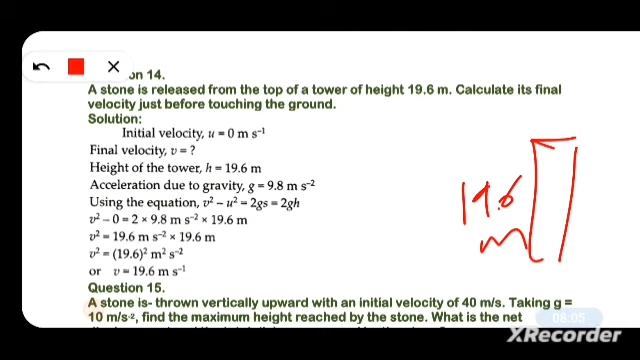 on 14.
A stone is released from the top of a tower of height 19.6 m. Calculate its final
velocity just before touching the ground.
Solution:
Initial velocity, u = 0 m s⁻¹
Final velocity, v = ?
Height of the tower, h = 19.6 m
Acceleration due to gravity, g = 9.8 m s⁻²
Using the equation, v² – u² = 2gs = 2gh
v² – 0 = 2 × 9.8 m s⁻² × 19.6 m
v² = 19.6 m s⁻² × 19.6 m
v² = (19.6)² m² s⁻²
or v = 19.6 m s⁻¹
19.6
m
Question 15.
A stone is- thrown vertically upward with an initial velocity of 40 m/s. Taking g =
10 m/s-², find the maximum height reached by the stone. What is the net
08:05
XRecorder